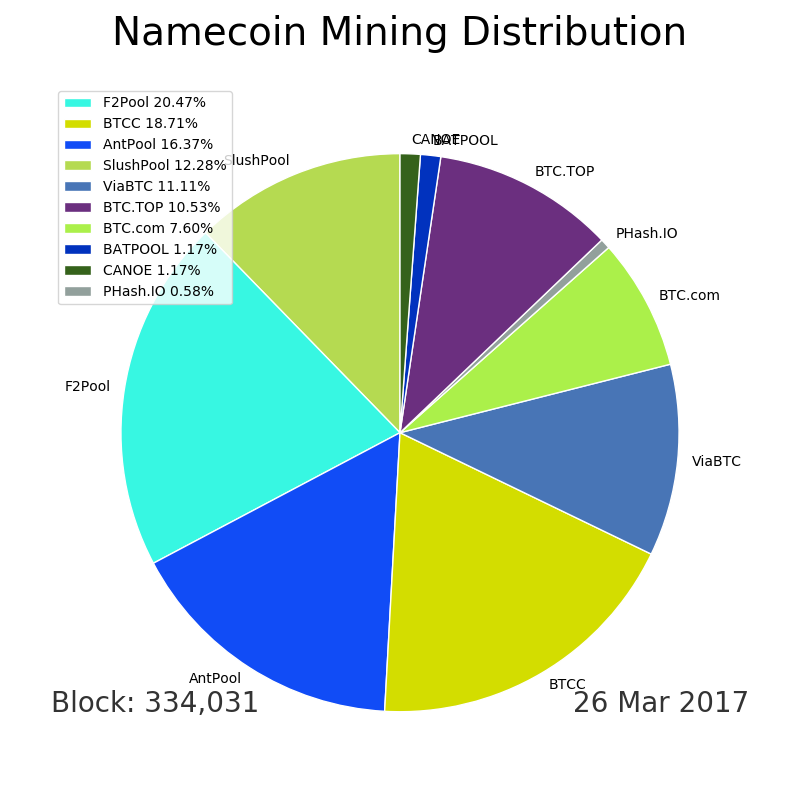 Namecoin Mining Distribution
F2Pool 20.47%
BTCC 18.71%
AntPool 16.37%
SlushPool 12.28%
ViaBTC 11.11%
BTC.TOP 10.53%
BTC.com 7.60%
BATPOOL 1.17%
CANOE 1.17%
PHash.IO 0.58%
CANOE
BATPOOL
SlushPool
BTC.TOP
PHash.IO
BTC.com
F2Pool
ViaBTC
AntPool
BTCC
Block: 334,031
26 Mar 2017